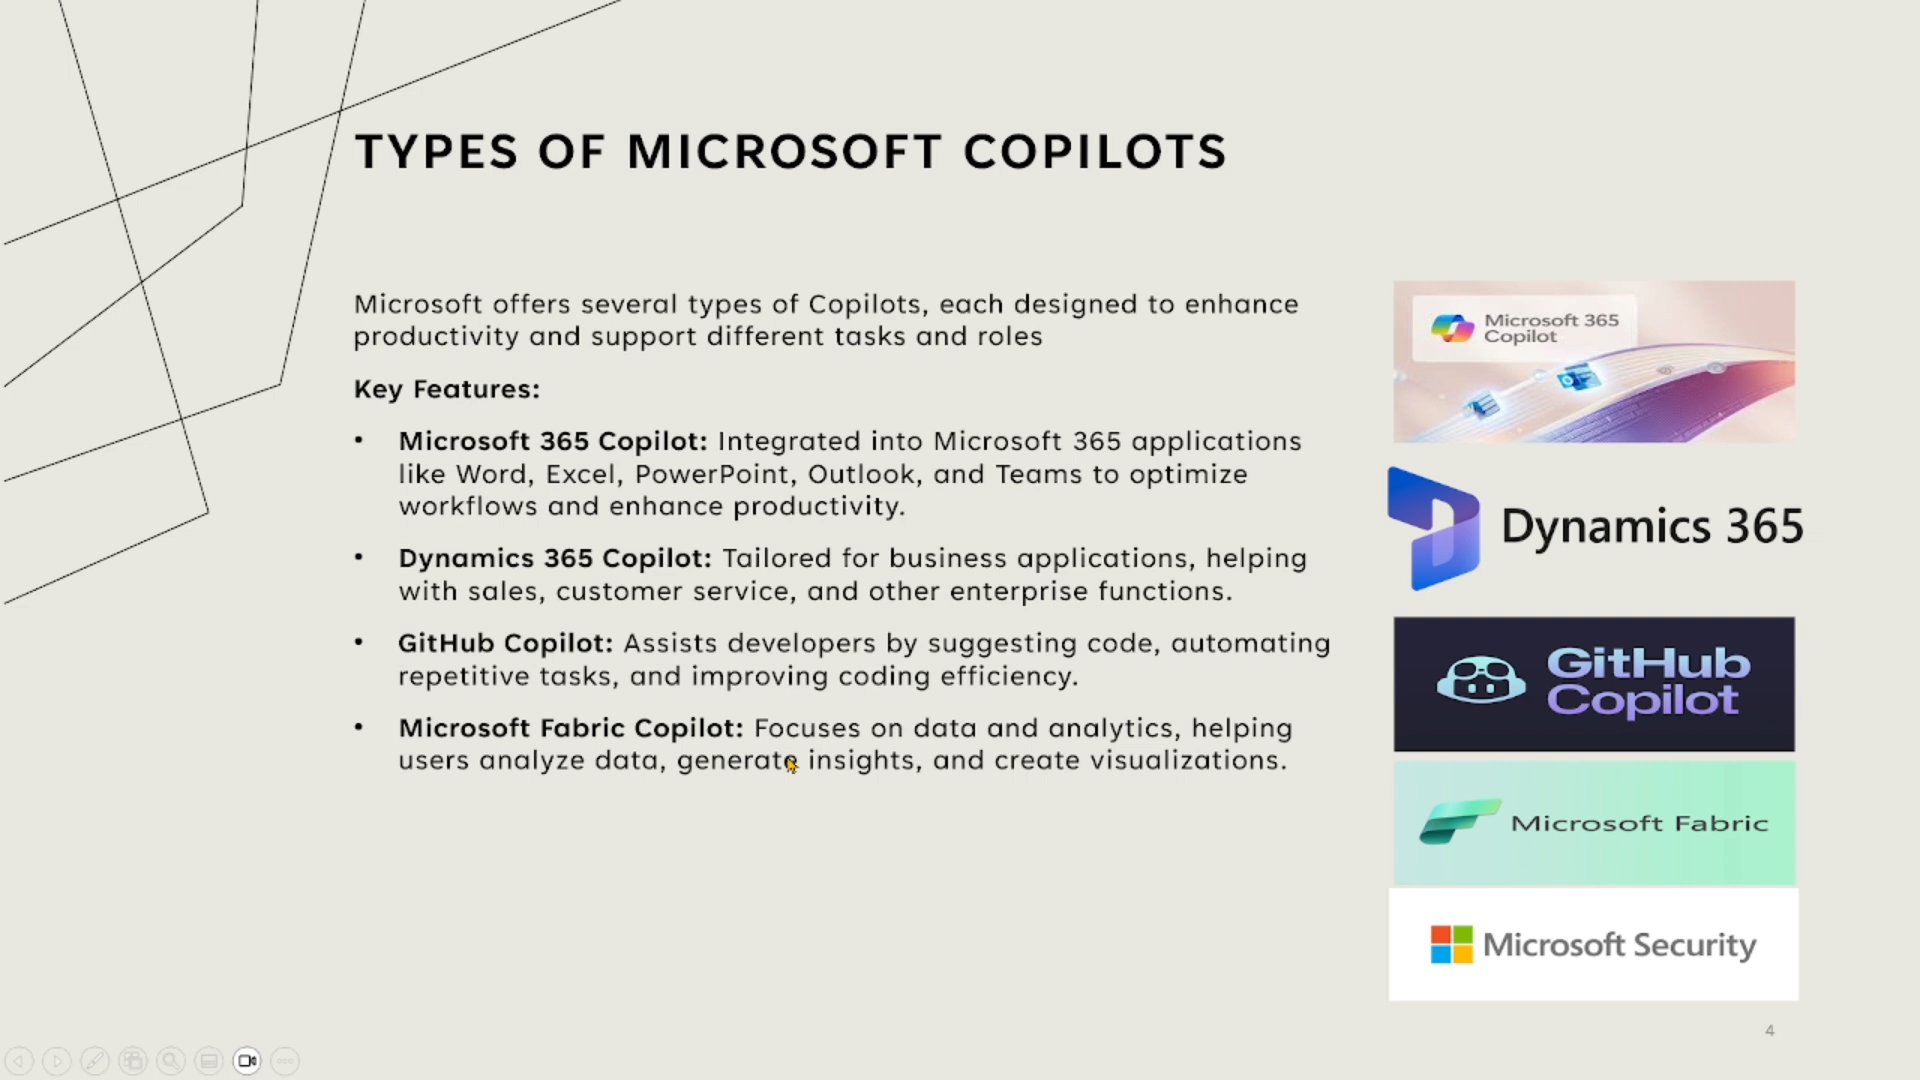 TYPES OF MICROSOFT COPILOTS
Microsoft offers several types of Copilots, each designed to enhance
productivity and support different tasks and roles
Key Features:
• Microsoft 365 Copilot: Integrated into Microsoft 365 applications
like Word, Excel, PowerPoint, Outlook, and Teams to optimize
workflows and enhance productivity.
• Dynamics 365 Copilot: Tailored for business applications, helping
with sales, customer service, and other enterprise functions.
• GitHub Copilot: Assists developers by suggesting code, automating
repetitive tasks, and improving coding efficiency.
• Microsoft Fabric Copilot: Focuses on data and analytics, helping
users analyze data, generate insights, and create visualizations.
Microsoft 365
Copilot
Dynamics 365
GitHub
Copilot
Microsoft Fabric
Microsoft Security
4